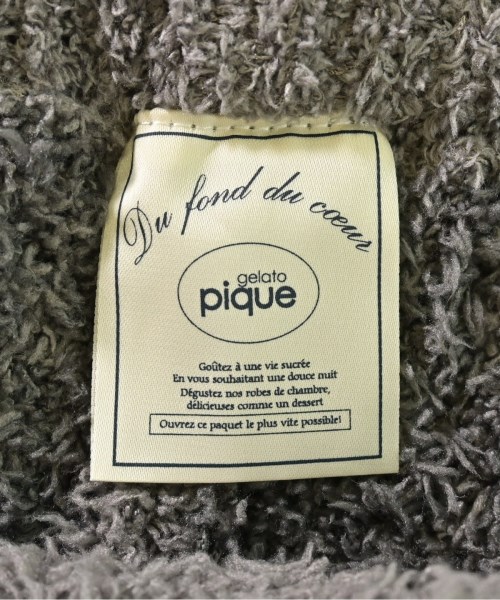 Du fond du cœur
gelato
pique
Goûtez à une vie sucrée
En vous souhaitant une douce nuit
Dégustez nos robes de chambre,
délicieuses comme un dessert
Ouvrez ce paquet le plus vite possible!